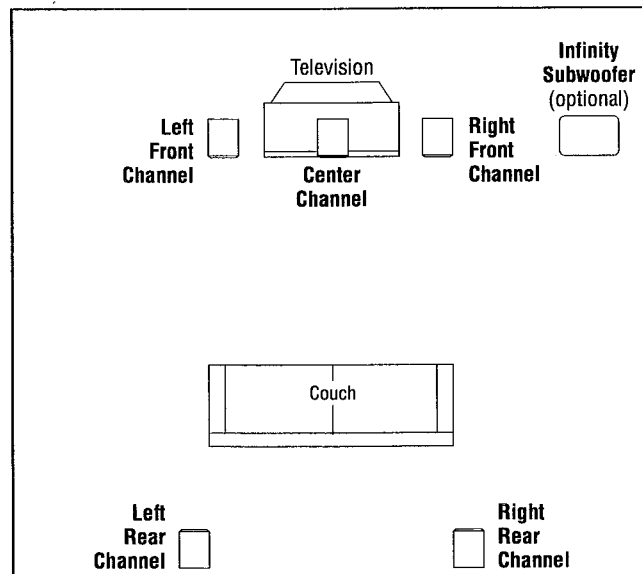 Television
Infinity
Subwoofer
(optional)
Left
Front
Channel
Center
Channel
Right
Front
Channel
Couch
Left
Rear
Channel
Right
Rear
Channel